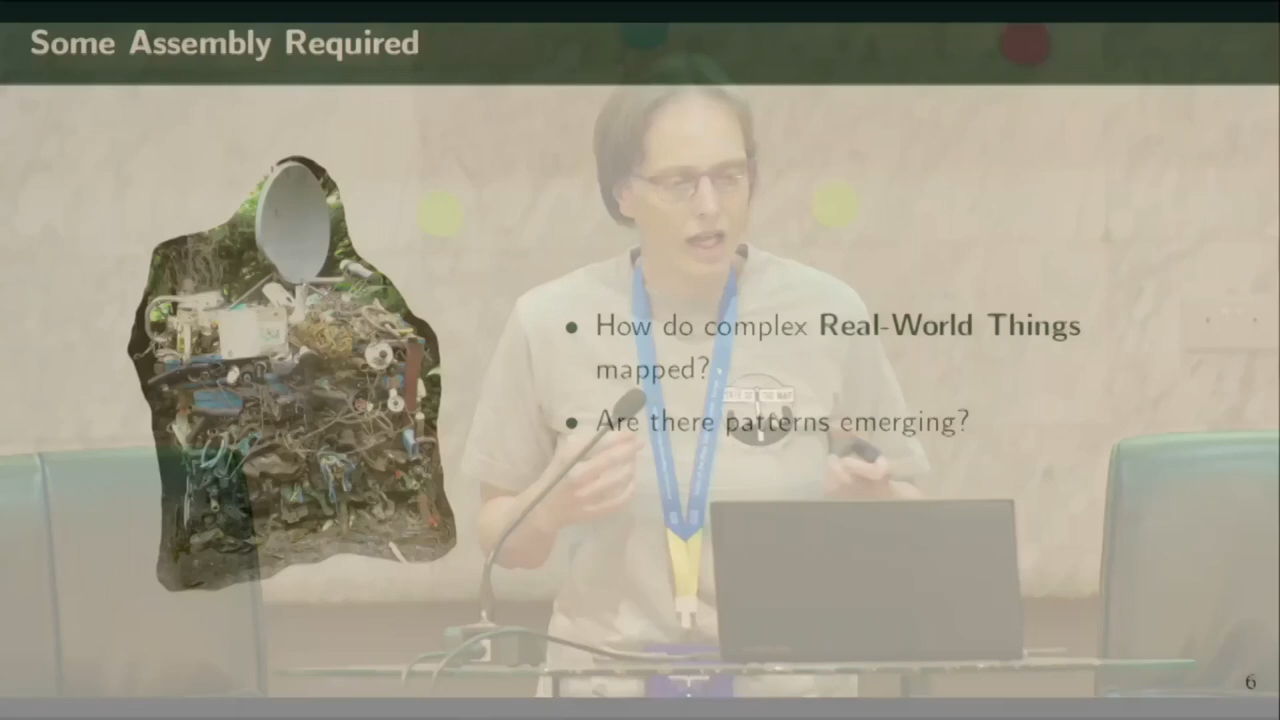 Some Assembly Required
• How do complex Real-World Things
mapped?
• Are there patterns emerging?
6